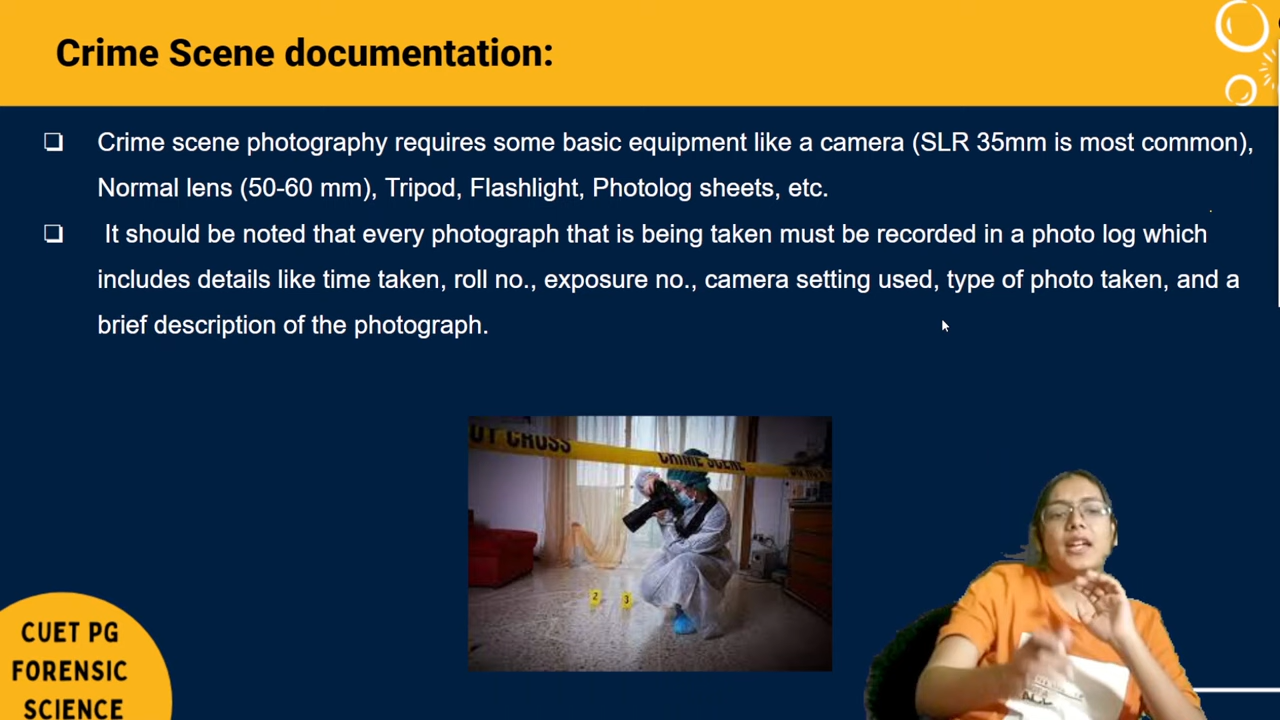 Crime Scene documentation:
❏ Crime scene photography requires some basic equipment like a camera (SLR 35mm is most common),
Normal lens (50-60 mm), Tripod, Flashlight, Photolog sheets, etc.
❏ It should be noted that every photograph that is being taken must be recorded in a photo log which
includes details like time taken, roll no., exposure no., camera setting used, type of photo taken, and a
brief description of the photograph.
CROSS
CRIME SCENE
2
3
CUET PG
FORENSIC
SCIENCE